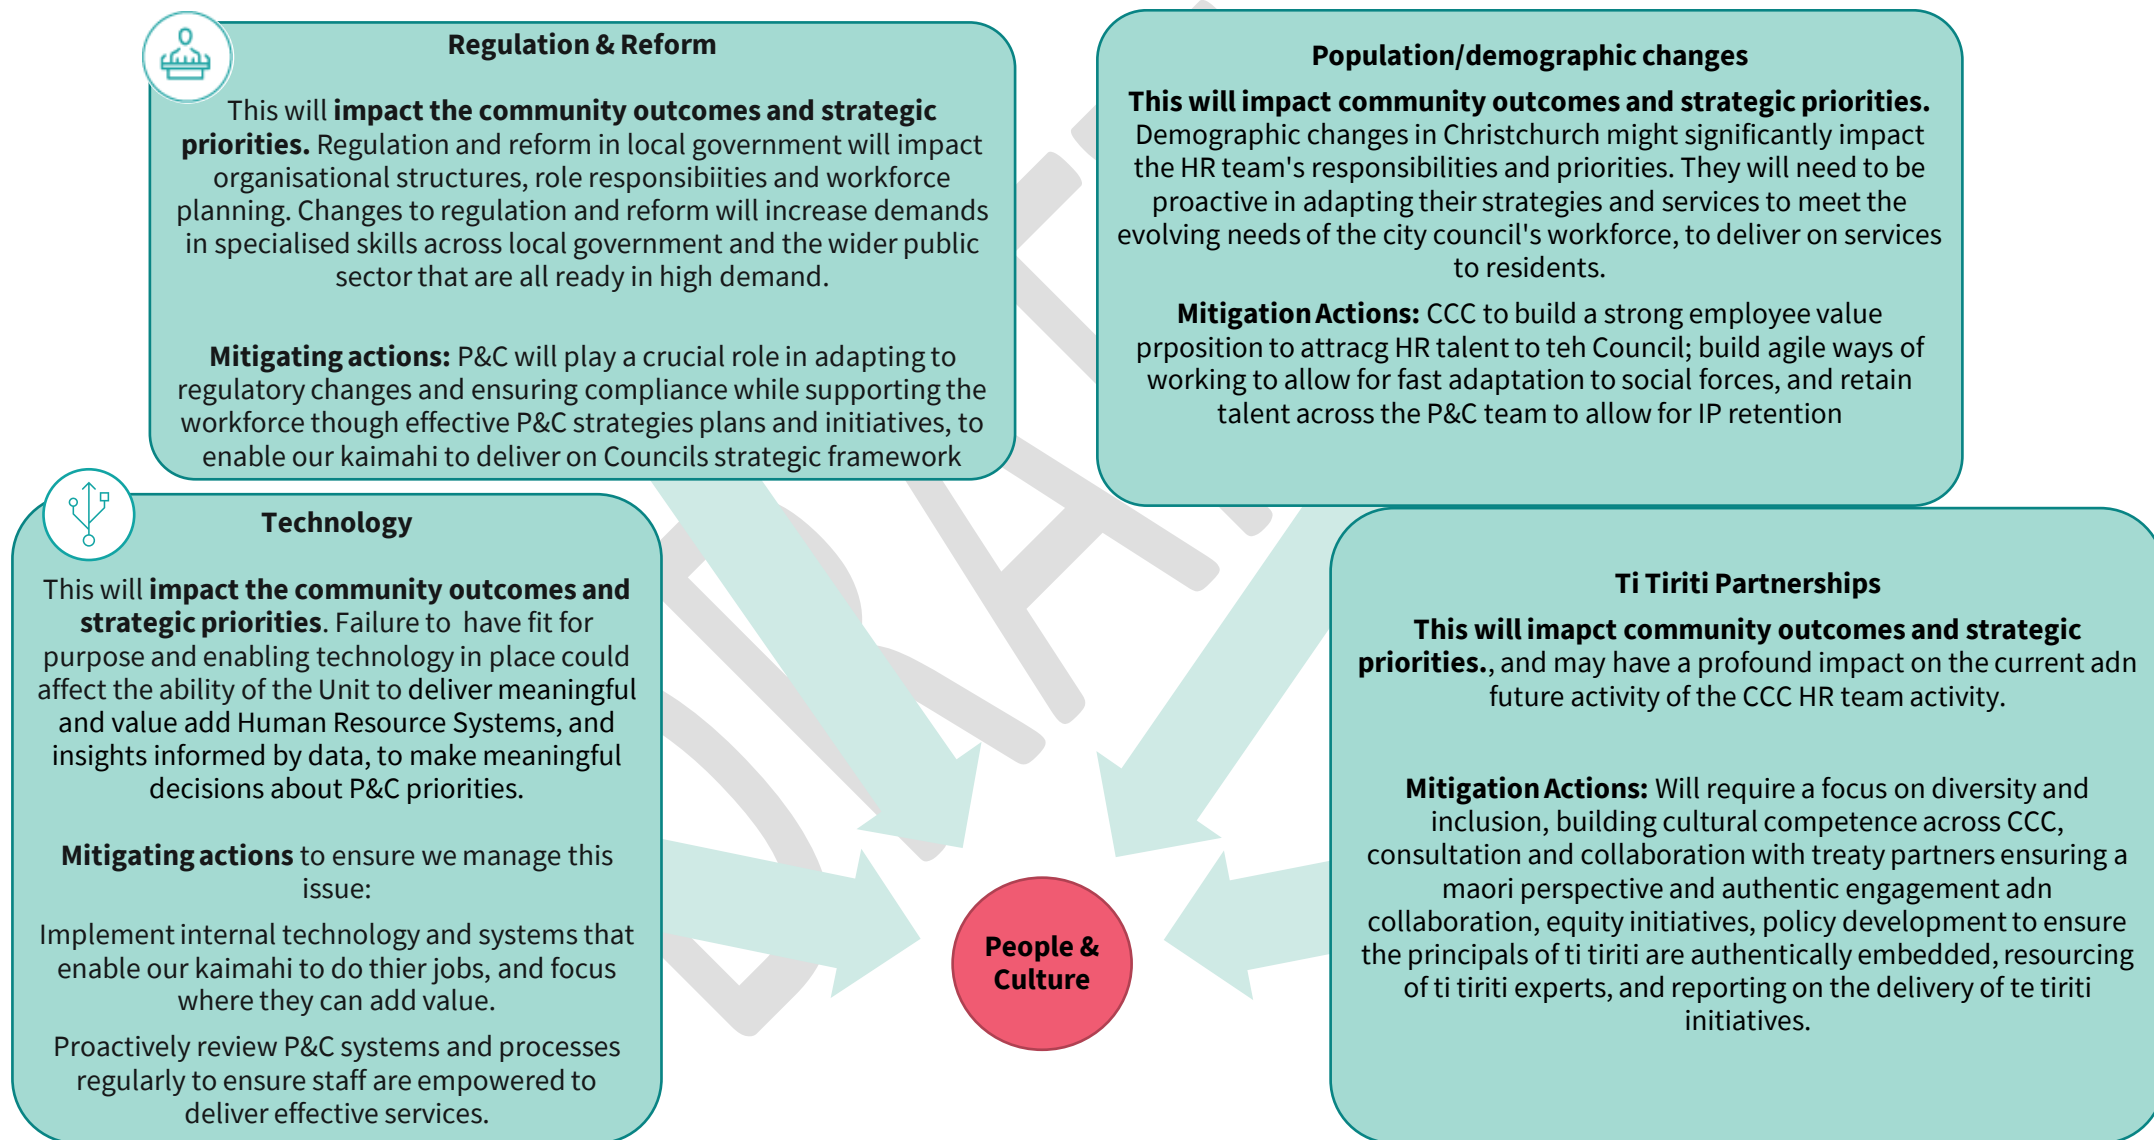 Regulation & Reform
This will impact the community outcomes and strategic
priorities. Regulation and reform in local government will impact
organisational structures, role responsibiities and workforce
planning. Changes to regulation and reform will increase demands
in specialised skills across local government and the wider public
sector that are all ready in high demand.
Mitigating actions: P&C will play a crucial role in adapting to
regulatory changes and ensuring compliance while supporting the
workforce though effective P&C strategies plans and initiatives, to
enable our kaimahi to deliver on Councils strategic framework
Population/demographic changes
This will impact community outcomes and strategic priorities.
Demographic changes in Christchurch might significantly impact
the HR team's responsibilities and priorities. They will need to be
proactive in adapting their strategies and services to meet the
evolving needs of the city council's workforce, to deliver on services
to residents.
Mitigation Actions: CCC to build a strong employee value
prposition to attracg HR talent to teh Council; build agile ways of
working to allow for fast adaptation to social forces, and retain
talent across the P&C team to allow for IP retention
Technology
This will impact the community outcomes and
strategic priorities. Failure to  have fit for
purpose and enabling technology in place could
affect the ability of the Unit to deliver meaningful
and value add Human Resource Systems, and
insights informed by data, to make meaningful
decisions about P&C priorities.
Mitigating actions to ensure we manage this
issue:
Implement internal technology and systems that
enable our kaimahi to do thier jobs, and focus
where they can add value.
Proactively review P&C systems and processes
regularly to ensure staff are empowered to
deliver effective services.
Ti Tiriti Partnerships
This will imapct community outcomes and strategic
priorities., and may have a profound impact on the current adn
future activity of the CCC HR team activity.
Mitigation Actions: Will require a focus on diversity and
inclusion, building cultural competence across CCC,
consultation and collaboration with treaty partners ensuring a
maori perspective and authentic engagement adn
collaboration, equity initiatives, policy development to ensure
the principals of ti tiriti are authentically embedded, resourcing
of ti tiriti experts, and reporting on the delivery of te tiriti
initiatives.
People &
Culture
DRAFT